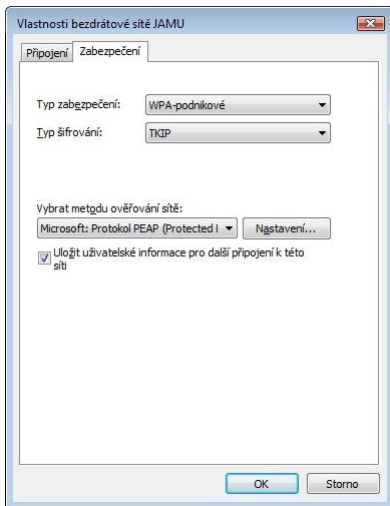 Vlastnosti bezdrátové sítě JAMU
Připojení Zabezpečení
Typ zabezpečení: WPA-podnikové
Typ šifrování: TKIP
Vybrat metodu ověřování sítě:
Microsoft: Protokol PEAP (Protected I Nastavení...
Uložit uživatelské informace pro další připojení k této
síti
OK Storno